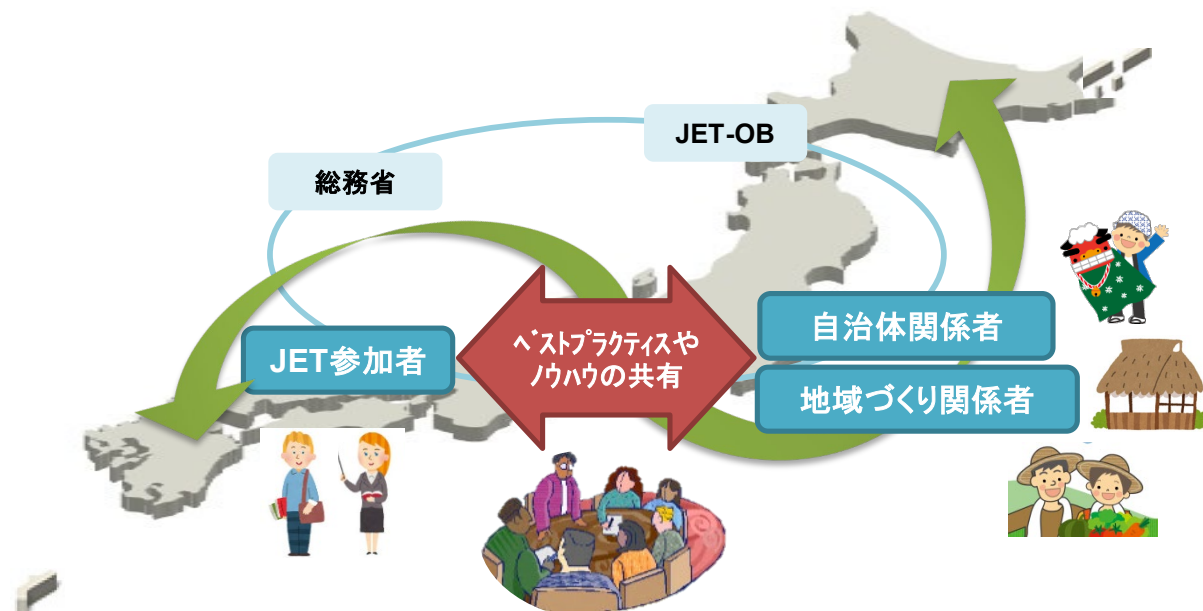 JET-OB
総務省
JET参加者
ﾍﾞｽﾄﾌﾟﾗｸﾃｨｽや
ﾉｳﾊｳの共有
自治体関係者
地域づくり関係者